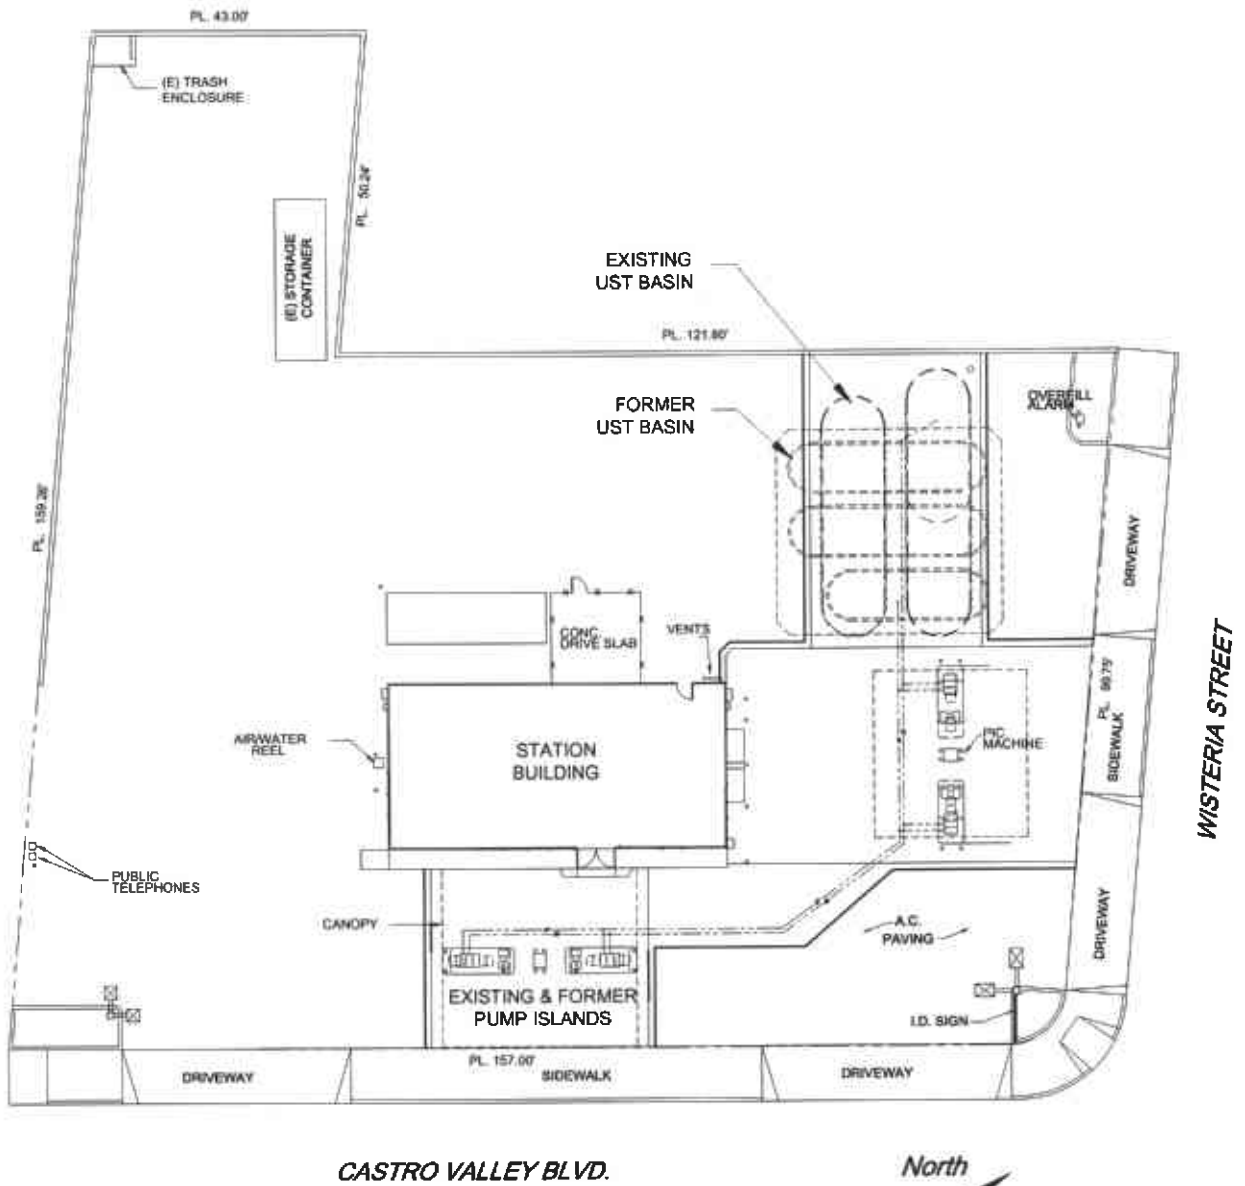 PL. 43.00'
(E) TRASH
ENCLOSURE
PL. 50.24'
(E) STORAGE
CONTAINER
EXISTING
UST BASIN
PL. 121.80'
FORMER
UST BASIN
OVERFILL
ALARM
PL. 159.26'
DRIVEWAY
CONC.
DRIVE SLAB
VENTS
WISTERIA STREET
PL. 99.75'
SIDEWALK
AIR/WATER
REEL
STATION
BUILDING
PIC
MACHINE
PUBLIC
TELEPHONES
CANOPY
A.C.
PAVING
DRIVEWAY
EXISTING & FORMER
PUMP ISLANDS
I.D. SIGN
PL. 157.00'
DRIVEWAY
SIDEWALK
DRIVEWAY
CASTRO VALLEY BLVD.
North